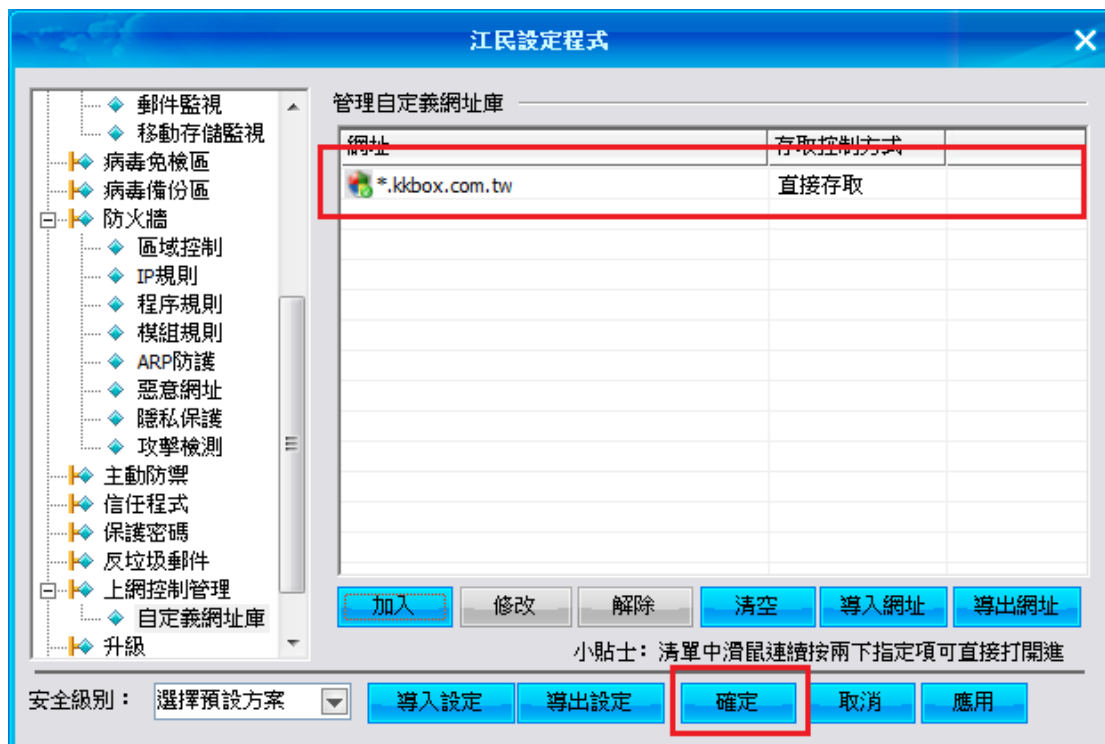 江民設定程式
郵件監視
移動存儲監視
病毒免檢區
病毒備份區
防火牆
區域控制
IP規則
程序規則
模組規則
ARP防護
惡意網址
隱私保護
攻擊檢測
主動防禦
信任程式
保護密碼
反垃圾郵件
上網控制管理
自定義網址庫
升級
管理自定義網址庫
網址 存取控制方式
*.kkbox.com.tw 直接存取
加入 修改 解除 清空 導入網址 導出網址
小貼士：清單中滑鼠連續按兩下指定項可直接打開進
安全級別： 選擇預設方案 導入設定 導出設定 確定 取消 應用